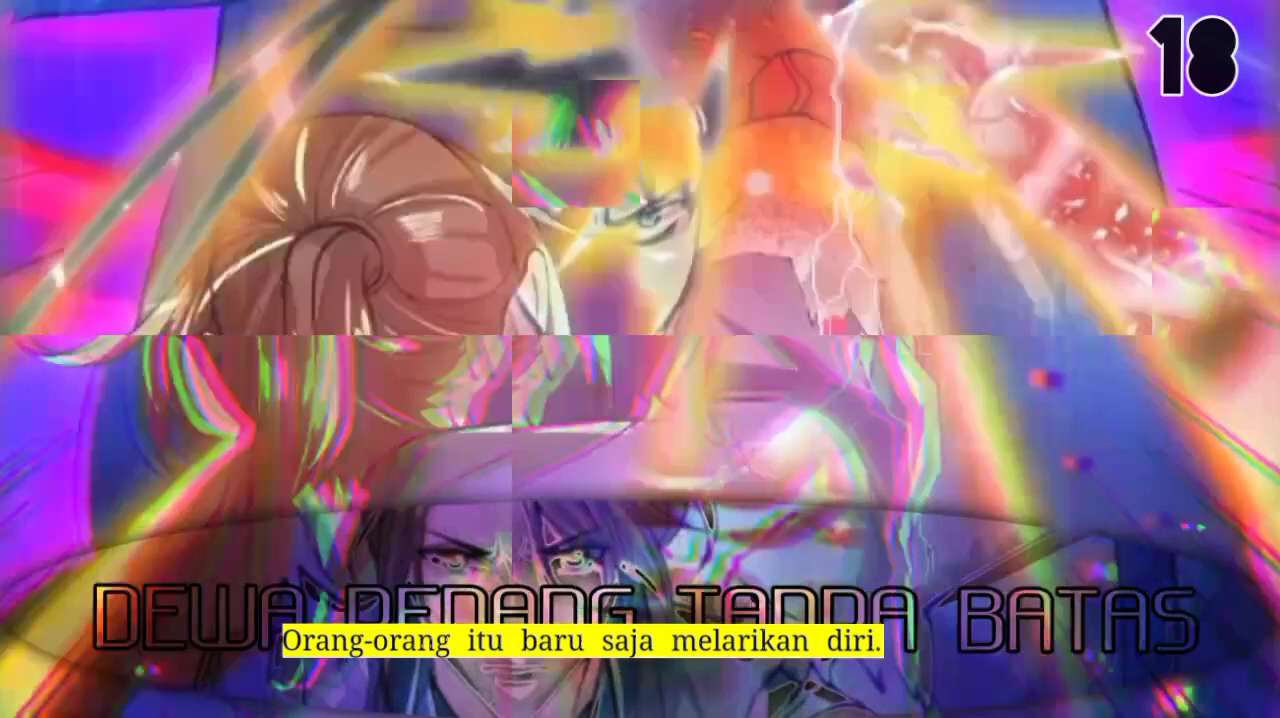 18
DEWA PEDANG TANPA BATAS
Orang-orang itu baru saja melarikan diri.